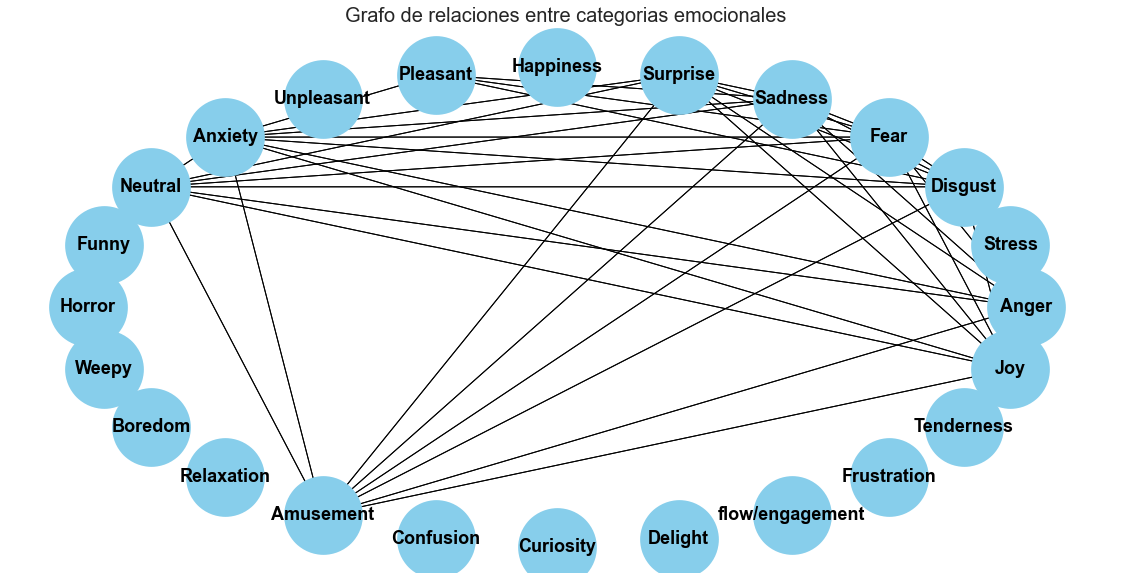 Grafo de relaciones entre categorias emocionales
Happiness
Pleasant
Surprise
Unpleasant
Sadness
Anxiety
Fear
Neutral
Disgust
Funny
Stress
Horror
Anger
Weepy
Joy
Boredom
Tenderness
Relaxation
Frustration
Amusement
flow/engagement
Confusion
Delight
Curiosity